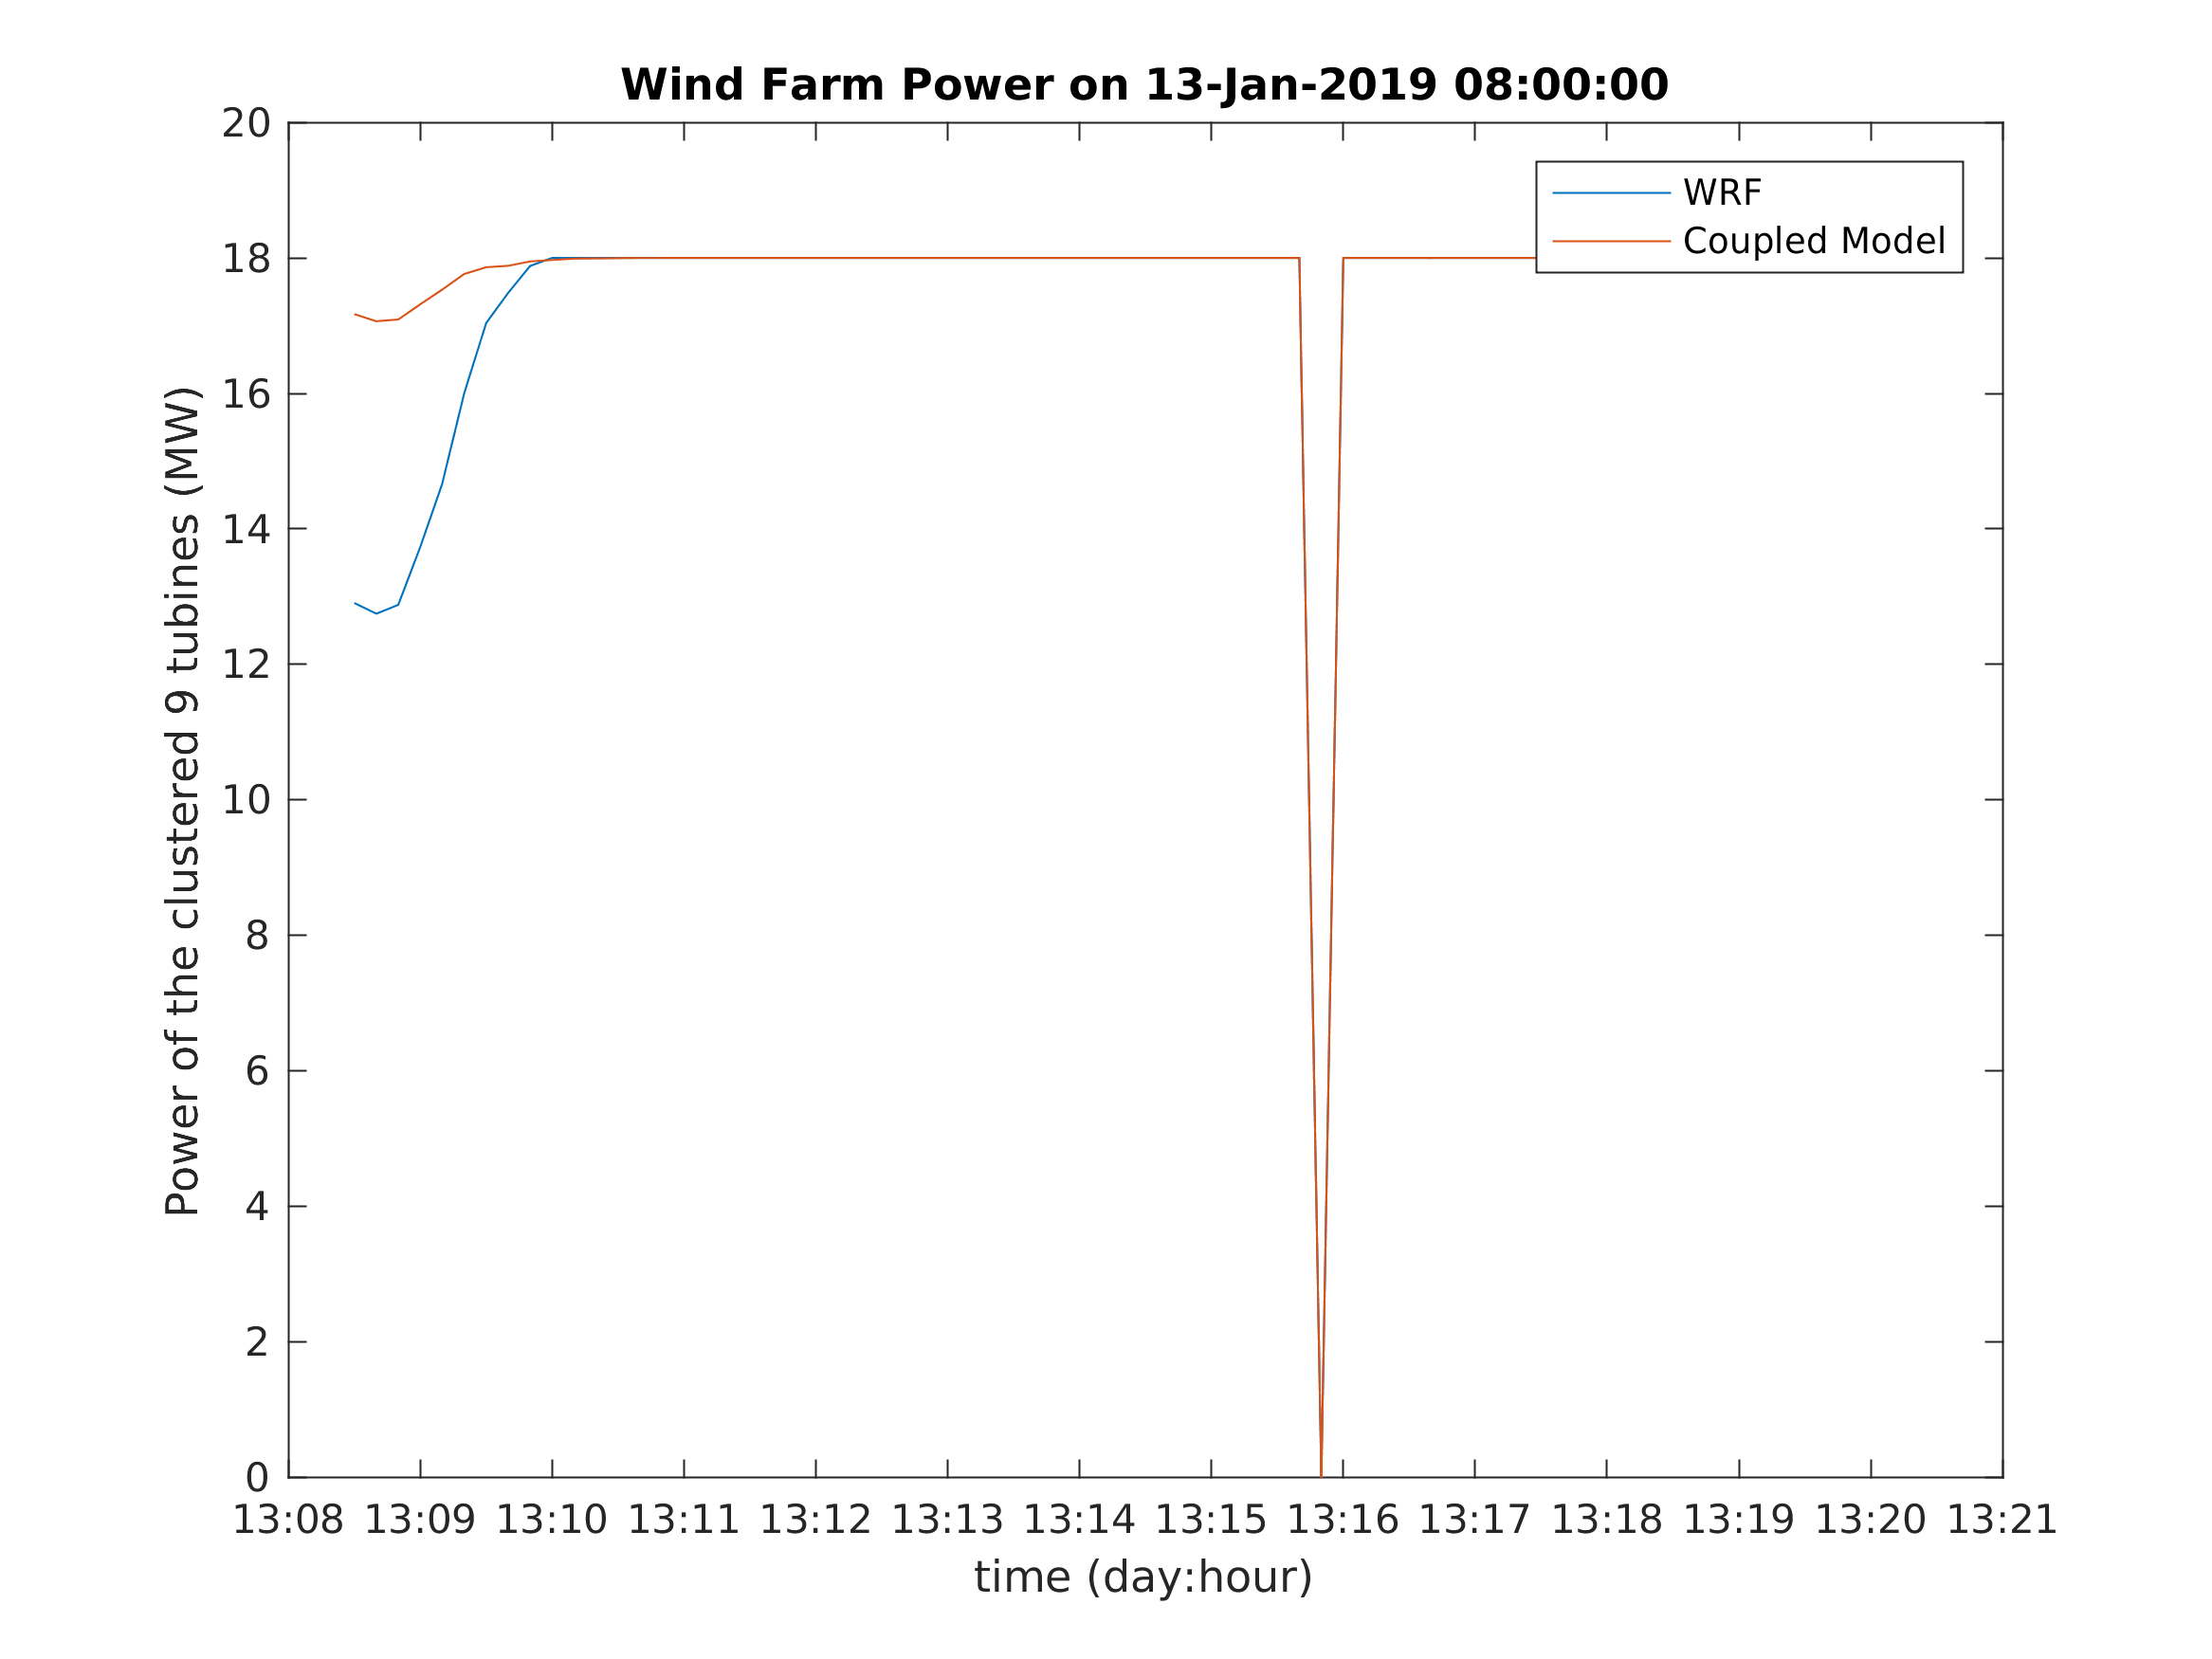 Wind Farm Power on 13-Jan-2019 08:00:00
20
18
16
14
12
10
8
6
4
2
0
Power of the clustered 9 tubines (MW)
WRF
Coupled Model
13:08 13:09 13:10 13:11 13:12 13:13 13:14 13:15 13:16 13:17 13:18 13:19 13:20 13:21
time (day:hour)